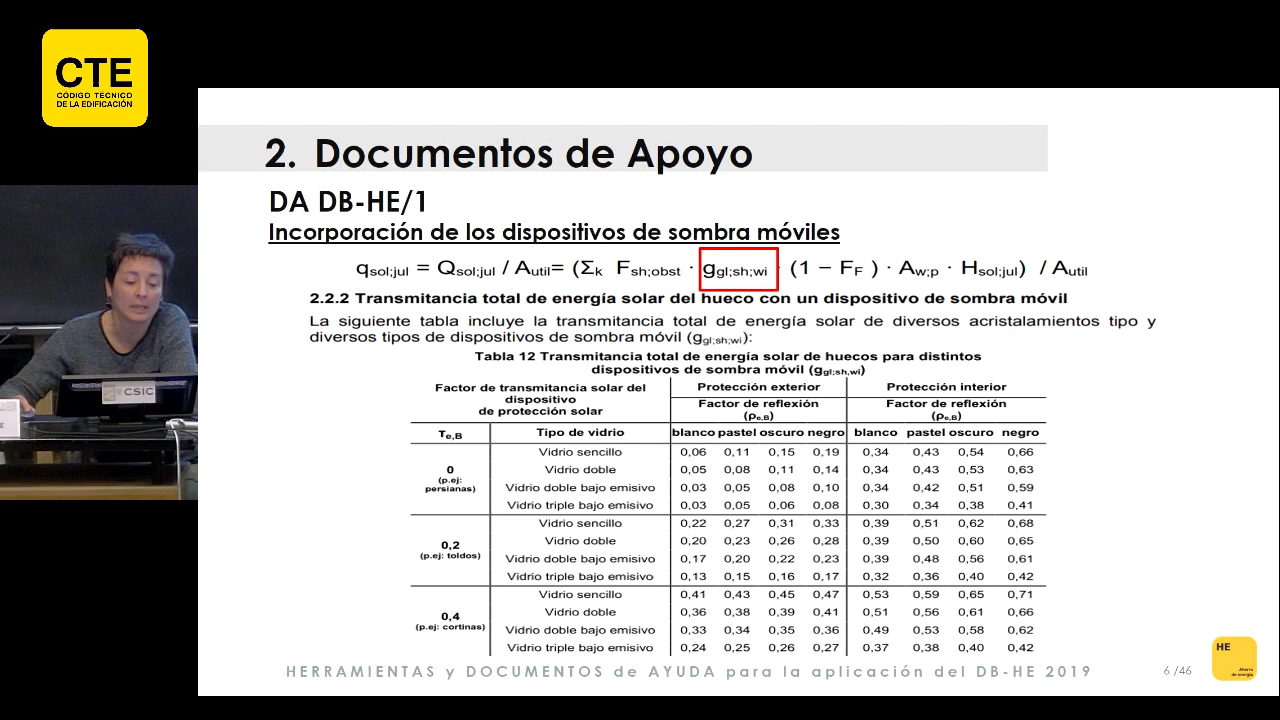 CTE
CÓDIGO TÉCNICO
DE LA EDIFICACIÓN
2. Documentos de Apoyo
DA DB-HE/1
Incorporación de los dispositivos de sombra móviles
qsol;jul = Qsol;jul / Autil= (Σk Fsh;obst · ggl;sh;wi · (1 − FF ) · Aw;p · Hsol;jul) / Autil
2.2.2 Transmitancia total de energía solar del hueco con un dispositivo de sombra móvil
La siguiente tabla incluye la transmitancia total de energía solar de diversos acristalamientos tipo y
diversos tipos de dispositivos de sombra móvil (ggl;sh;wi):
Tabla 12 Transmitancia total de energía solar de huecos para distintos
dispositivos de sombra móvil (ggl;sh,wi)
Factor de transmitancia solar del
dispositivo
de protección solar
Protección exterior Protección interior
Factor de reflexión
(ρe,B)
Factor de reflexión
(ρe,B)
τe,B Tipo de vidrio blanco pastel oscuro negro blanco pastel oscuro negro
0
(p.ej:
persianas)
Vidrio sencillo 0,06 0,11 0,15 0,19 0,34 0,43 0,54 0,66
Vidrio doble 0,05 0,08 0,11 0,14 0,34 0,43 0,53 0,63
Vidrio doble bajo emisivo 0,03 0,05 0,08 0,10 0,34 0,42 0,51 0,59
Vidrio triple bajo emisivo 0,03 0,05 0,06 0,08 0,30 0,34 0,38 0,41
0,2
(p.ej: toldos)
Vidrio sencillo 0,22 0,27 0,31 0,33 0,39 0,51 0,62 0,68
Vidrio doble 0,20 0,23 0,26 0,28 0,39 0,50 0,60 0,65
Vidrio doble bajo emisivo 0,17 0,20 0,22 0,23 0,39 0,48 0,56 0,61
Vidrio triple bajo emisivo 0,13 0,15 0,16 0,17 0,32 0,36 0,40 0,42
0,4
(p.ej: cortinas)
Vidrio sencillo 0,41 0,43 0,45 0,47 0,53 0,59 0,65 0,71
Vidrio doble 0,36 0,38 0,39 0,41 0,51 0,56 0,61 0,66
Vidrio doble bajo emisivo 0,33 0,34 0,35 0,36 0,49 0,53 0,58 0,62
Vidrio triple bajo emisivo 0,24 0,25 0,26 0,27 0,37 0,38 0,40 0,42
HERRAMIENTAS y DOCUMENTOS de AYUDA para la aplicación del DB-HE 2019
6 /46
HE
Ahorro
de energía
CSIC